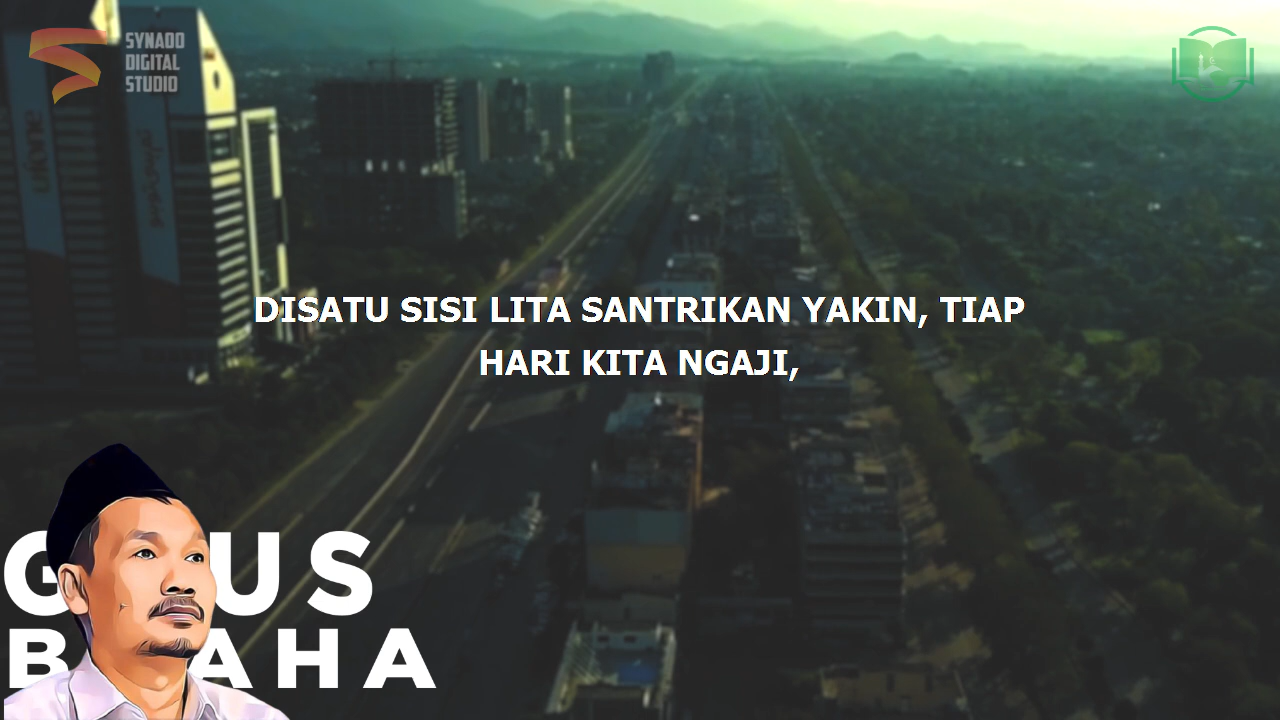 SYNADO
DIGITAL
STUDIO
DISATU SISI LITA SANTRIKAN YAKIN, TIAP
HARI KITA NGAJI,
GUS
BAHA